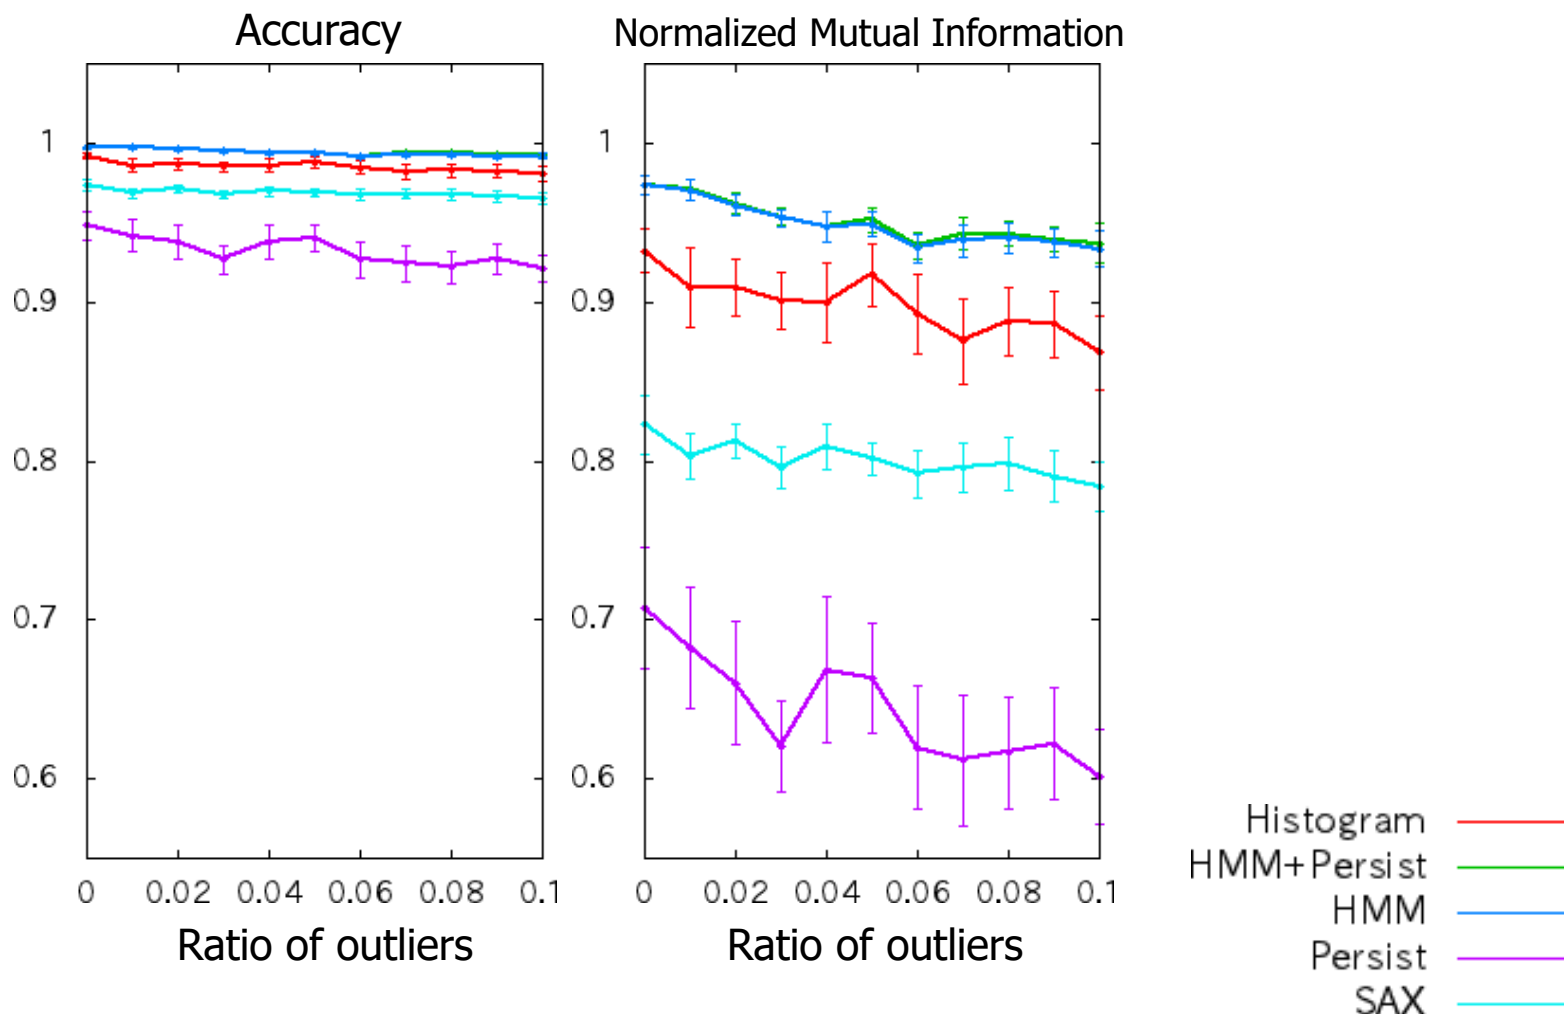 Accuracy
Normalized Mutual Information
1
0.9
0.8
0.7
0.6
0 0.02 0.04 0.06 0.08 0.1
Ratio of outliers
1
0.9
0.8
0.7
0.6
0 0.02 0.04 0.06 0.08 0.1
Ratio of outliers
Histogram
HMM+Persist
HMM
Persist
SAX